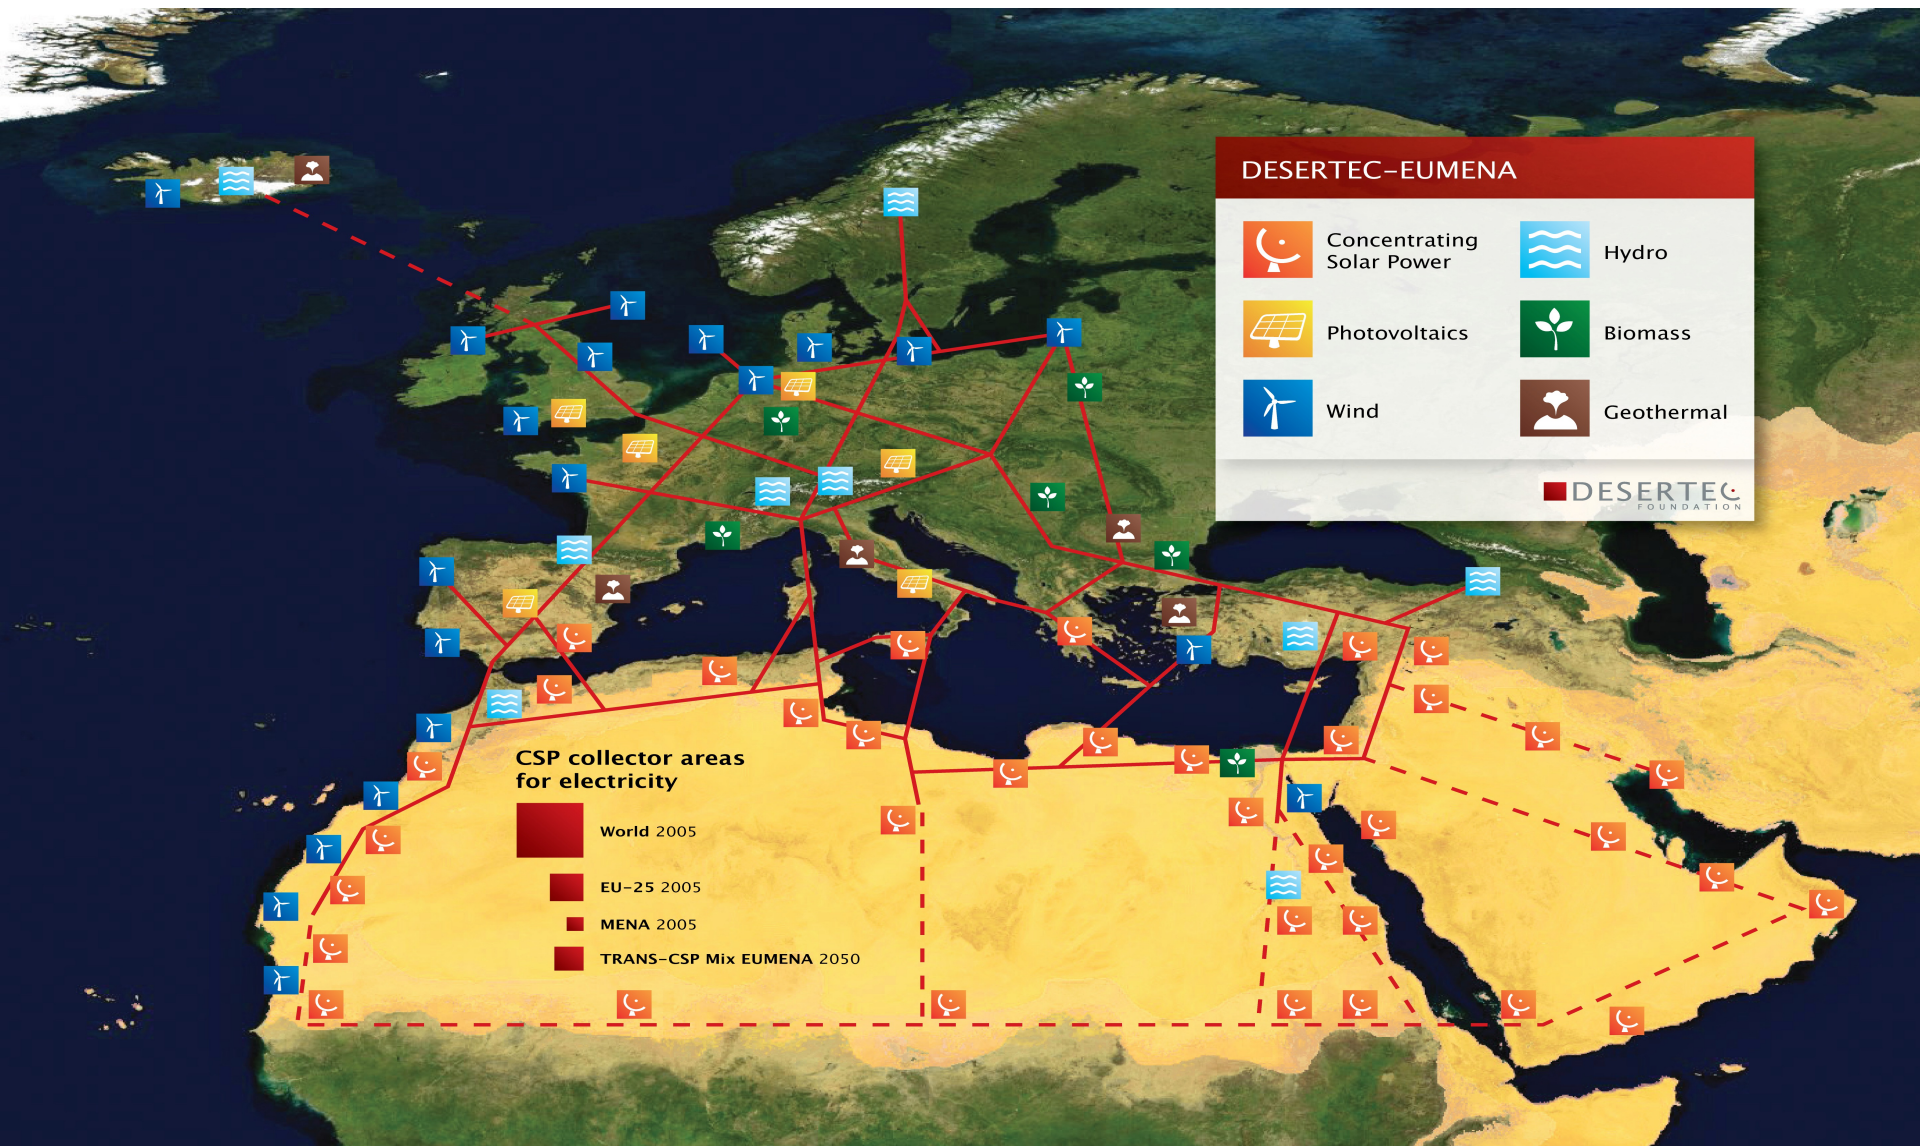 DESERTEC-EUMENA
Concentrating
Solar Power
Hydro
Photovoltaics
Biomass
Wind
Geothermal
DESERTEC
FOUNDATION
CSP collector areas
for electricity
World 2005
EU-25 2005
MENA 2005
TRANS-CSP Mix EUMENA 2050